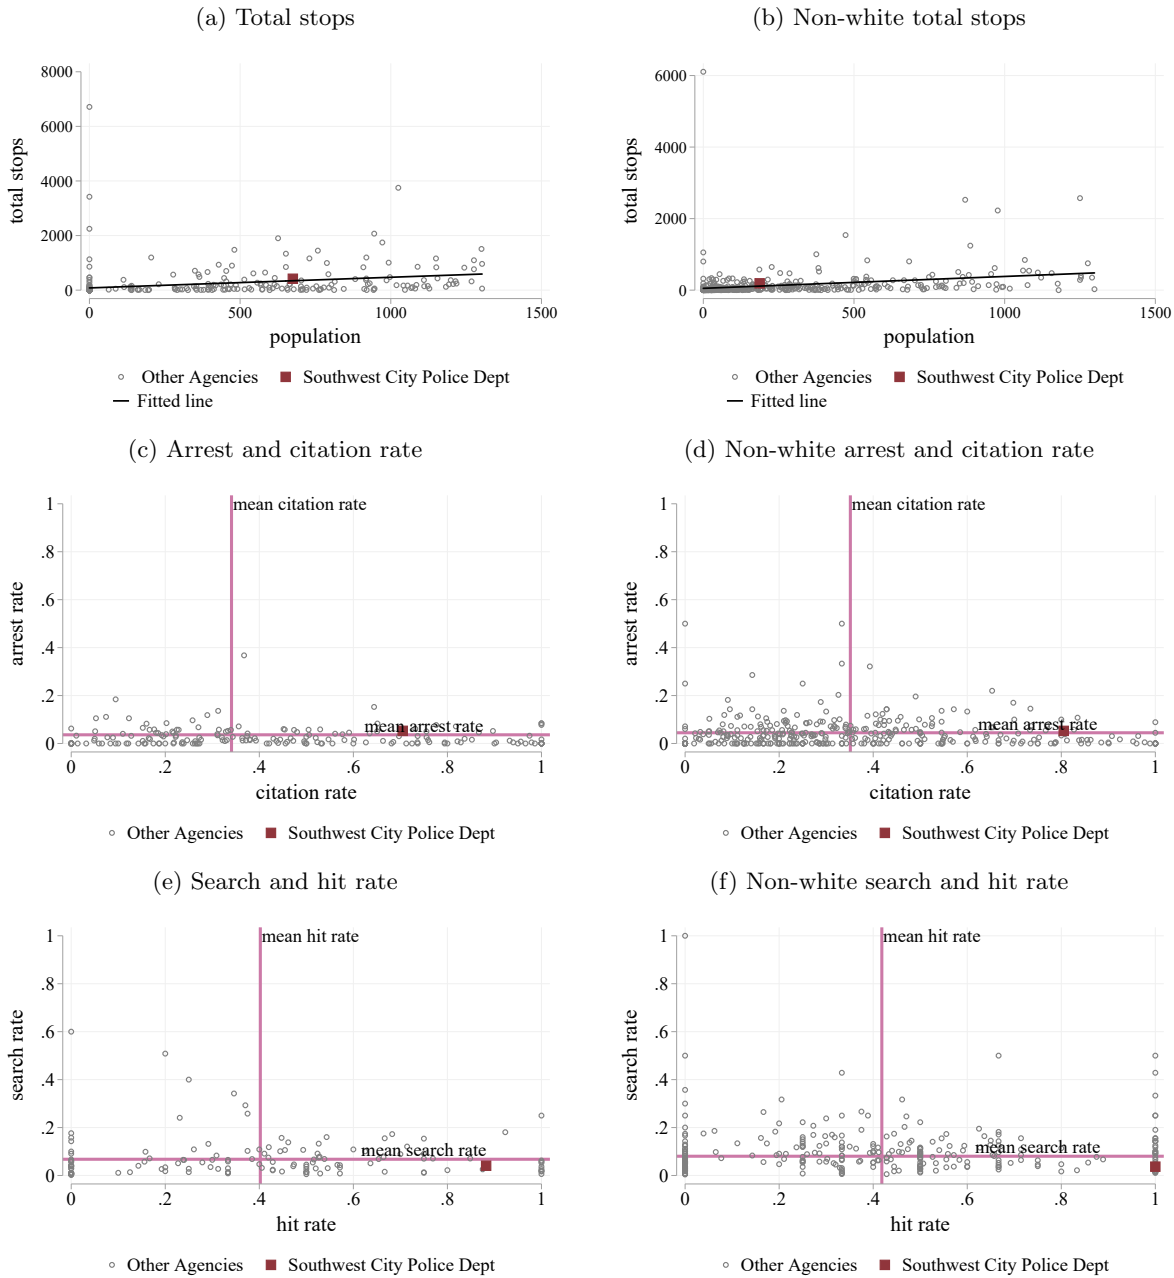 (a) Total stops
(b) Non-white total stops
8000
6000
4000
2000
0
total stops
0 500 1000 1500
population
Other Agencies Southwest City Police Dept
Fitted line
6000
4000
2000
0
total stops
0 500 1000 1500
population
Other Agencies Southwest City Police Dept
Fitted line
(c) Arrest and citation rate
(d) Non-white arrest and citation rate
1
.8
.6
.4
.2
0
arrest rate
mean citation rate
mean arrest rate
0 .2 .4 .6 .8 1
citation rate
Other Agencies Southwest City Police Dept
1
.8
.6
.4
.2
0
arrest rate
mean citation rate
mean arrest rate
0 .2 .4 .6 .8 1
citation rate
Other Agencies Southwest City Police Dept
(e) Search and hit rate
(f) Non-white search and hit rate
1
.8
.6
.4
.2
0
search rate
mean hit rate
mean search rate
0 .2 .4 .6 .8 1
hit rate
Other Agencies Southwest City Police Dept
1
.8
.6
.4
.2
0
search rate
mean hit rate
mean search rate
0 .2 .4 .6 .8 1
hit rate
Other Agencies Southwest City Police Dept